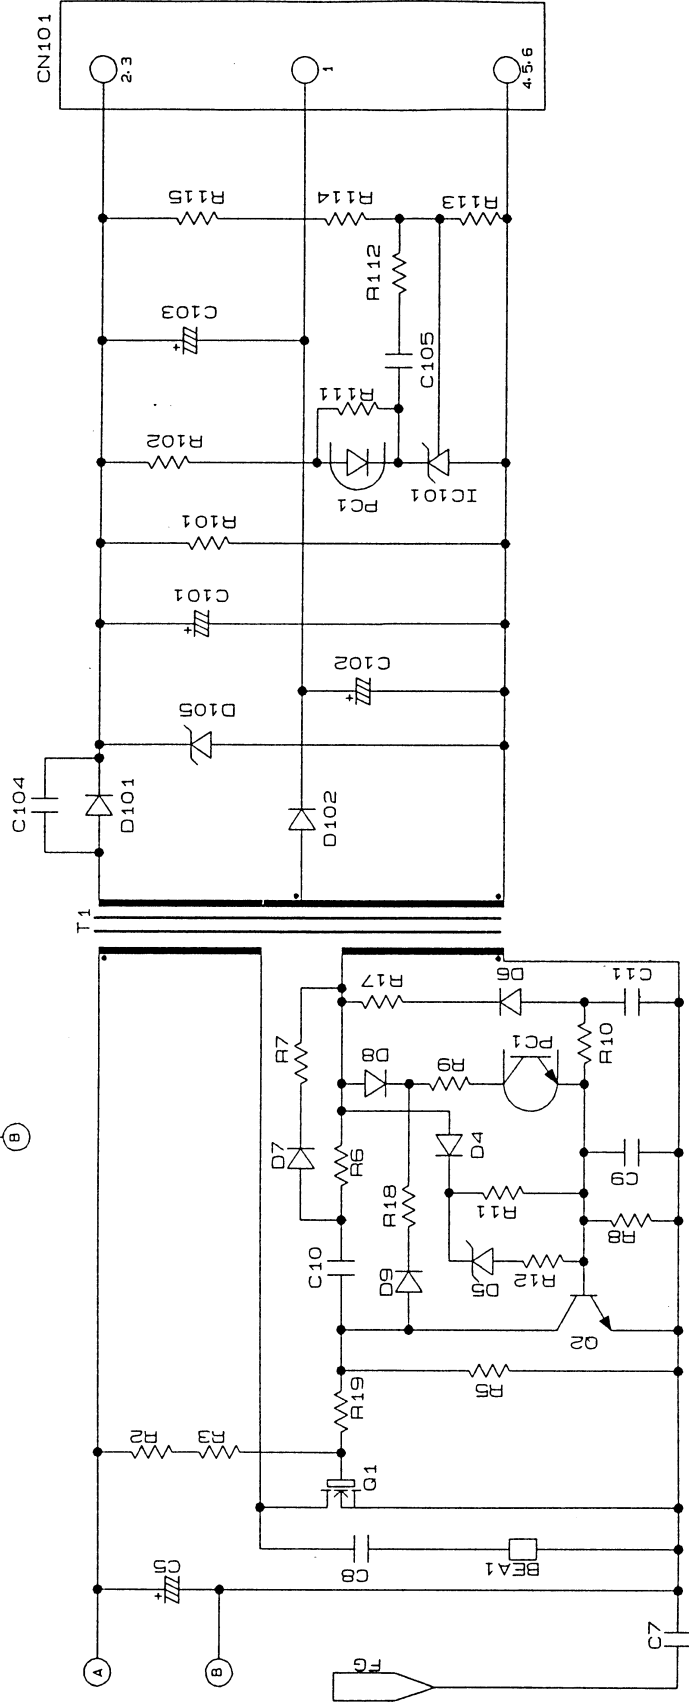 CN101
2.3
1
4.5.6
R115
R114
R113
R112
C103
C105
R111
R102
PC1
IC101
R101
C101
C102
D105
C104
D101
D102
T1
R17
D6
C11
R7
D8
R9
PC1
R10
D7
R6
D4
C9
R18
R11
R8
C10
D9
D5
R12
Q2
R19
R5
R2
R3
Q1
C8
BEA1
C5
C7
A
B
FG
B